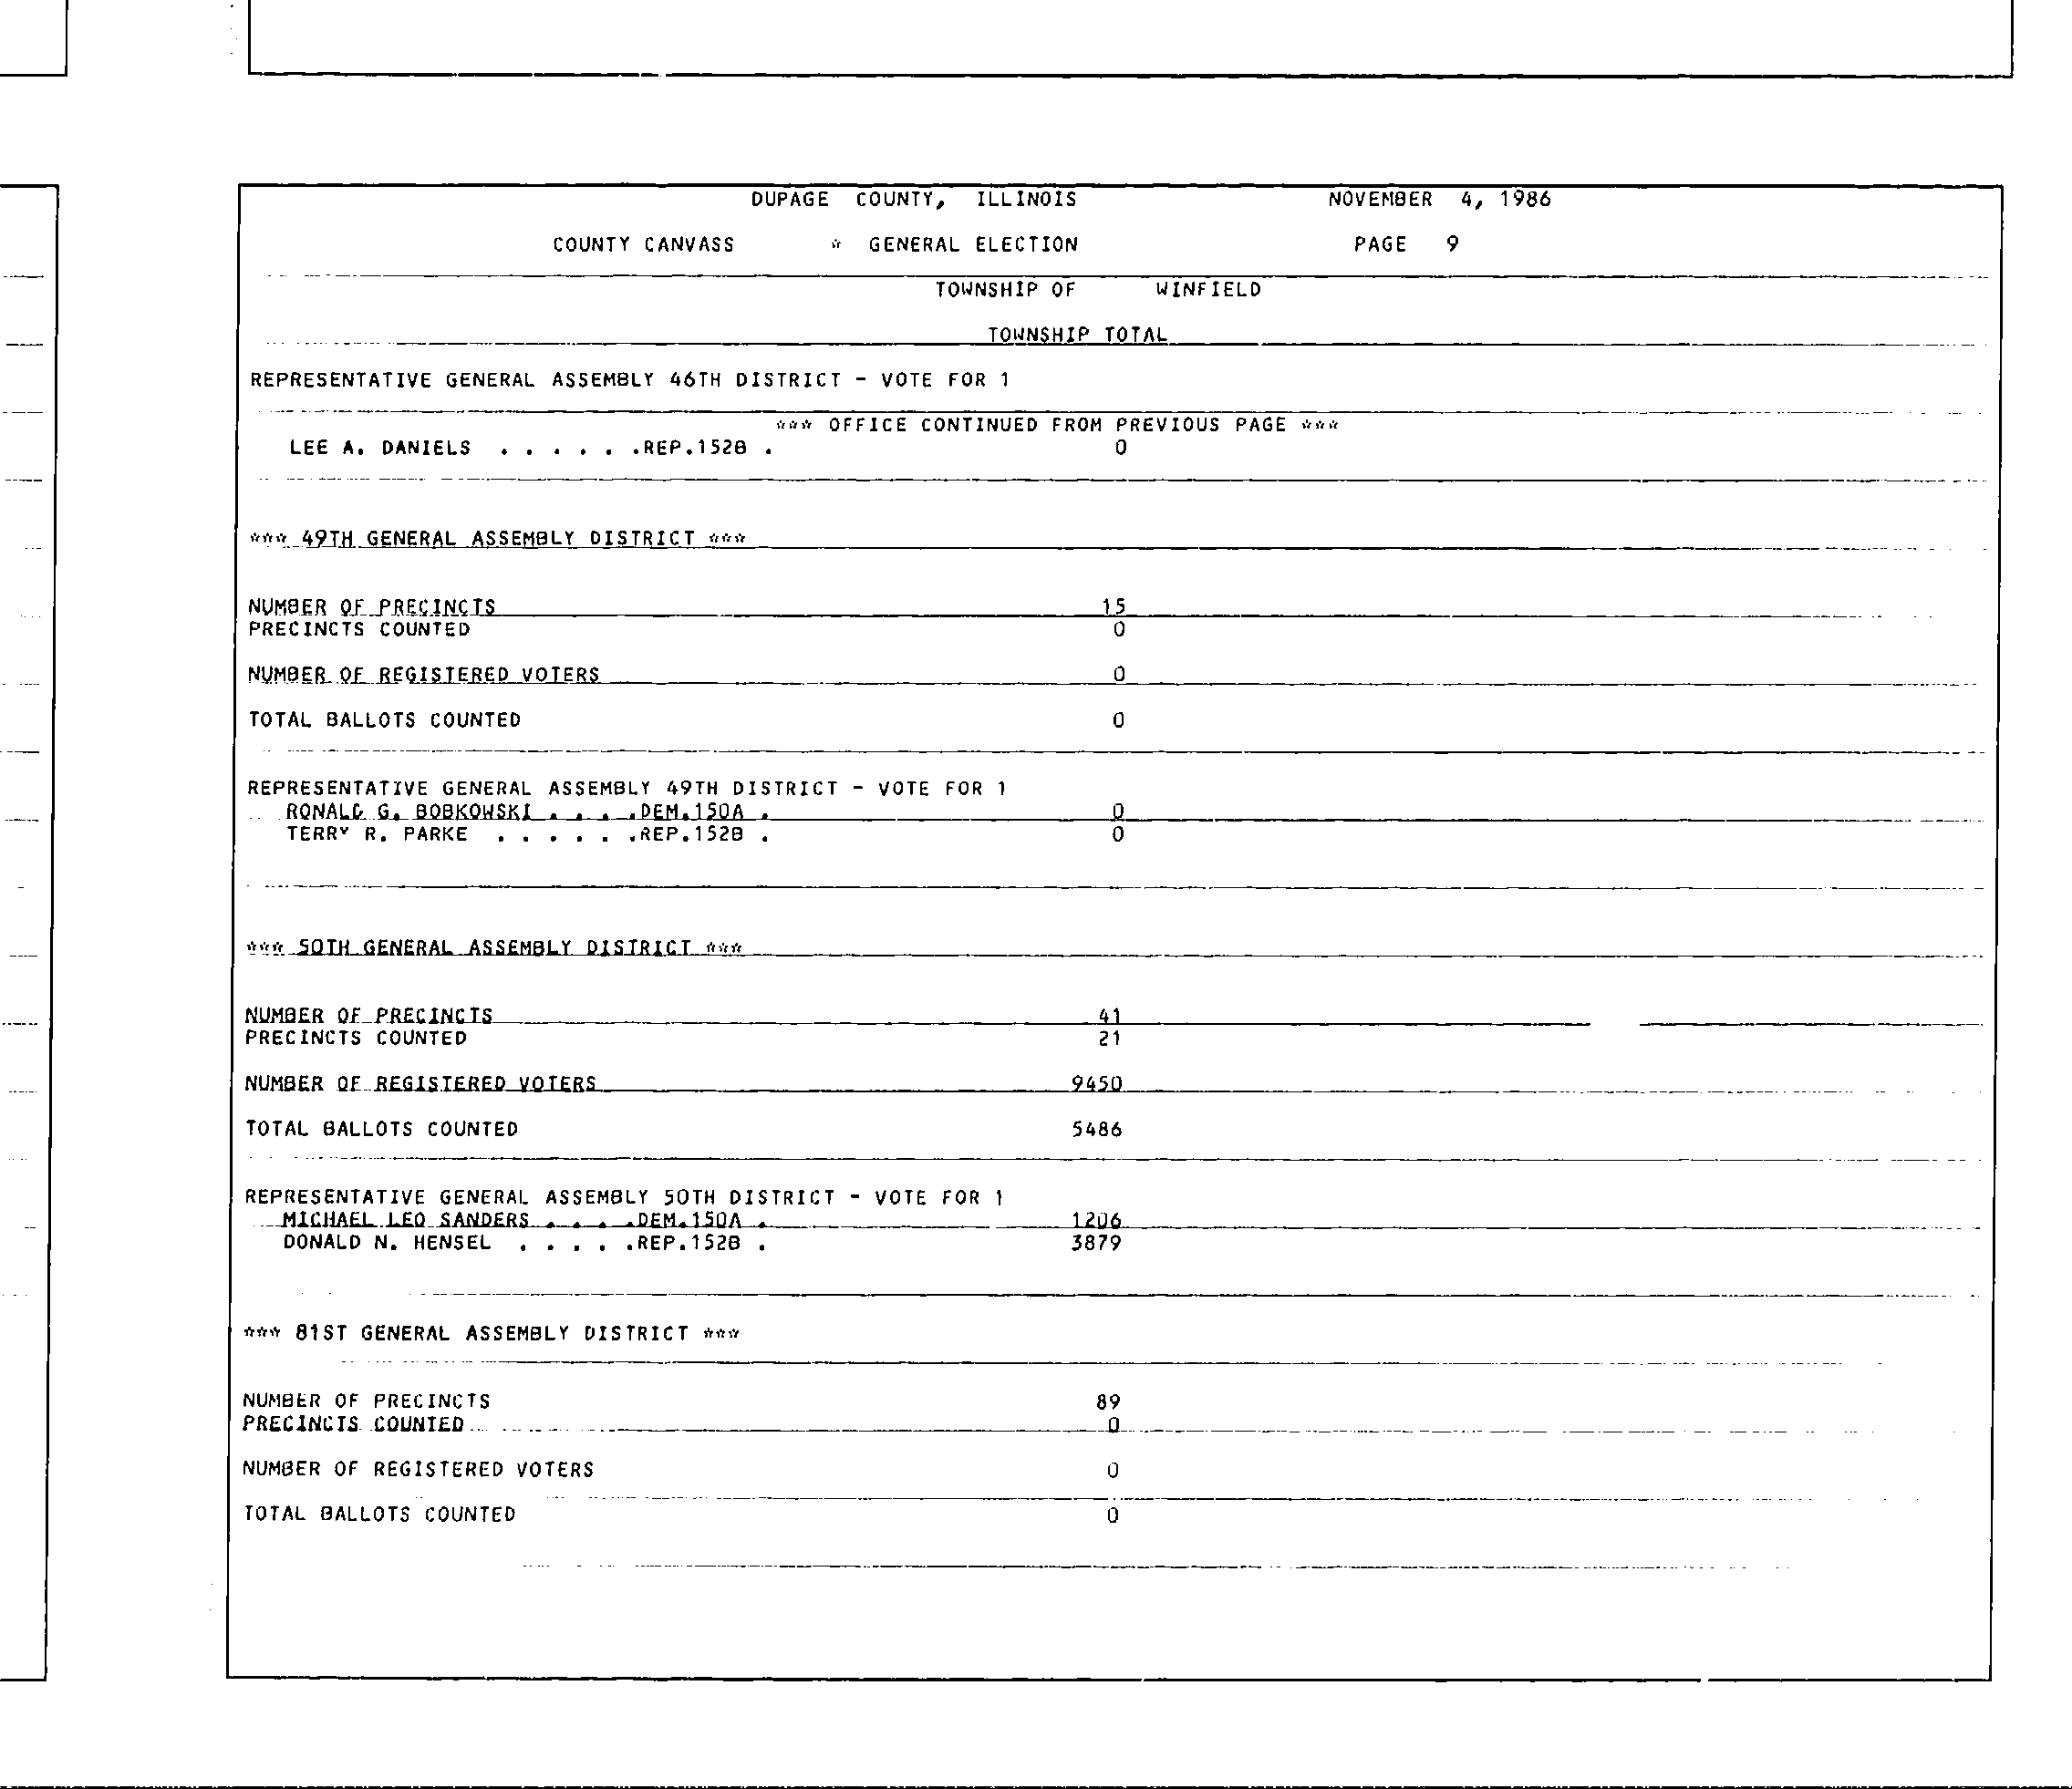 DUPAGE COUNTY, ILLINOIS NOVEMBER 4, 1986
COUNTY CANVASS * GENERAL ELECTION PAGE 9
TOWNSHIP OF WINFIELD
TOWNSHIP TOTAL
REPRESENTATIVE GENERAL ASSEMBLY 46TH DISTRICT - VOTE FOR 1
*** OFFICE CONTINUED FROM PREVIOUS PAGE ***
LEE A. DANIELS . . . . . .REP.152B . 0
*** 49TH GENERAL ASSEMBLY DISTRICT ***
NUMBER OF PRECINCTS 15
PRECINCTS COUNTED 0
NUMBER OF REGISTERED VOTERS 0
TOTAL BALLOTS COUNTED 0
REPRESENTATIVE GENERAL ASSEMBLY 49TH DISTRICT - VOTE FOR 1
RONALD G. BOBKOWSKI . . . .DEM.150A . 0
TERRY R. PARKE . . . . . .REP.152B . 0
*** 50TH GENERAL ASSEMBLY DISTRICT ***
NUMBER OF PRECINCTS 41
PRECINCTS COUNTED 21
NUMBER OF REGISTERED VOTERS 9450
TOTAL BALLOTS COUNTED 5486
REPRESENTATIVE GENERAL ASSEMBLY 50TH DISTRICT - VOTE FOR 1
MICHAEL LEO SANDERS . . . .DEM.150A . 1206
DONALD N. HENSEL . . . . .REP.152B . 3879
*** 81ST GENERAL ASSEMBLY DISTRICT ***
NUMBER OF PRECINCTS 89
PRECINCTS COUNTED 0
NUMBER OF REGISTERED VOTERS 0
TOTAL BALLOTS COUNTED 0